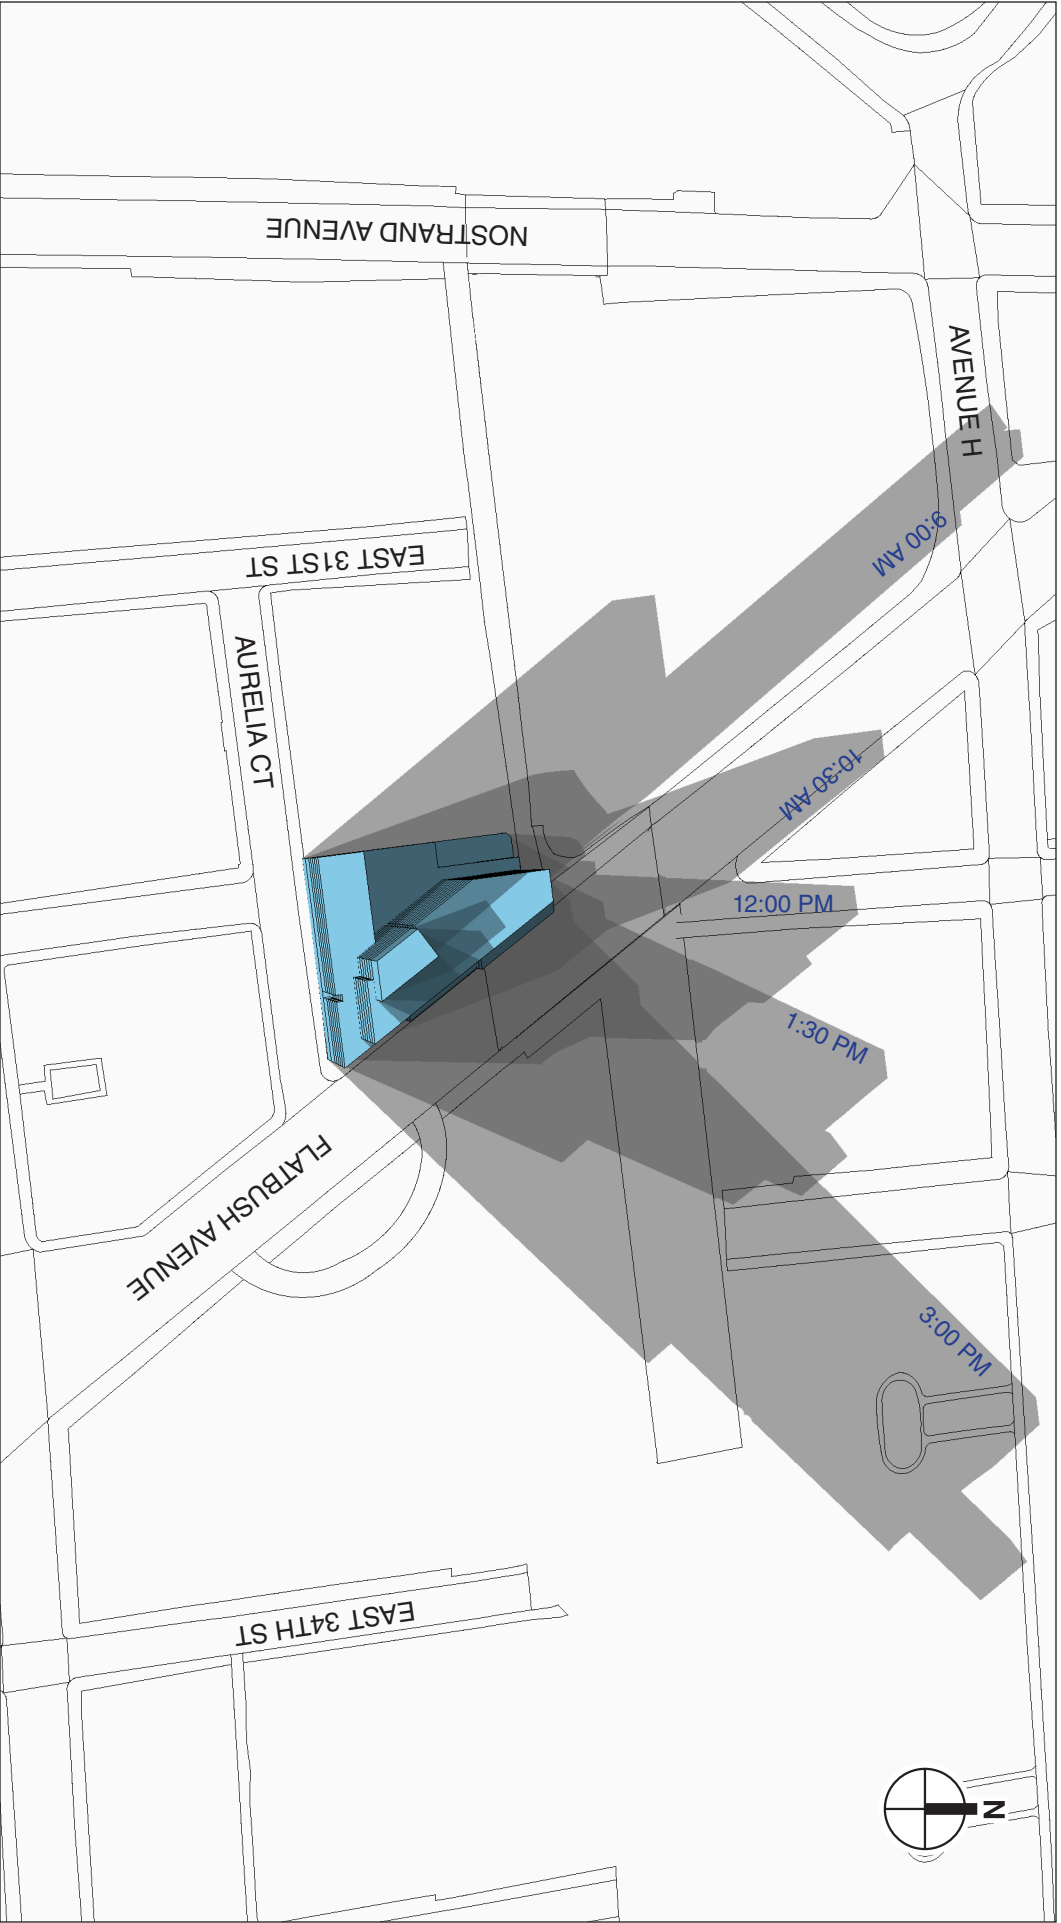 NOSTRAND AVENUE
AVENUE H
9:00 AM
EAST 31ST ST
AURELIA CT
10:30 AM
12:00 PM
1:30 PM
FLATBUSH AVENUE
3:00 PM
EAST 34TH ST
N